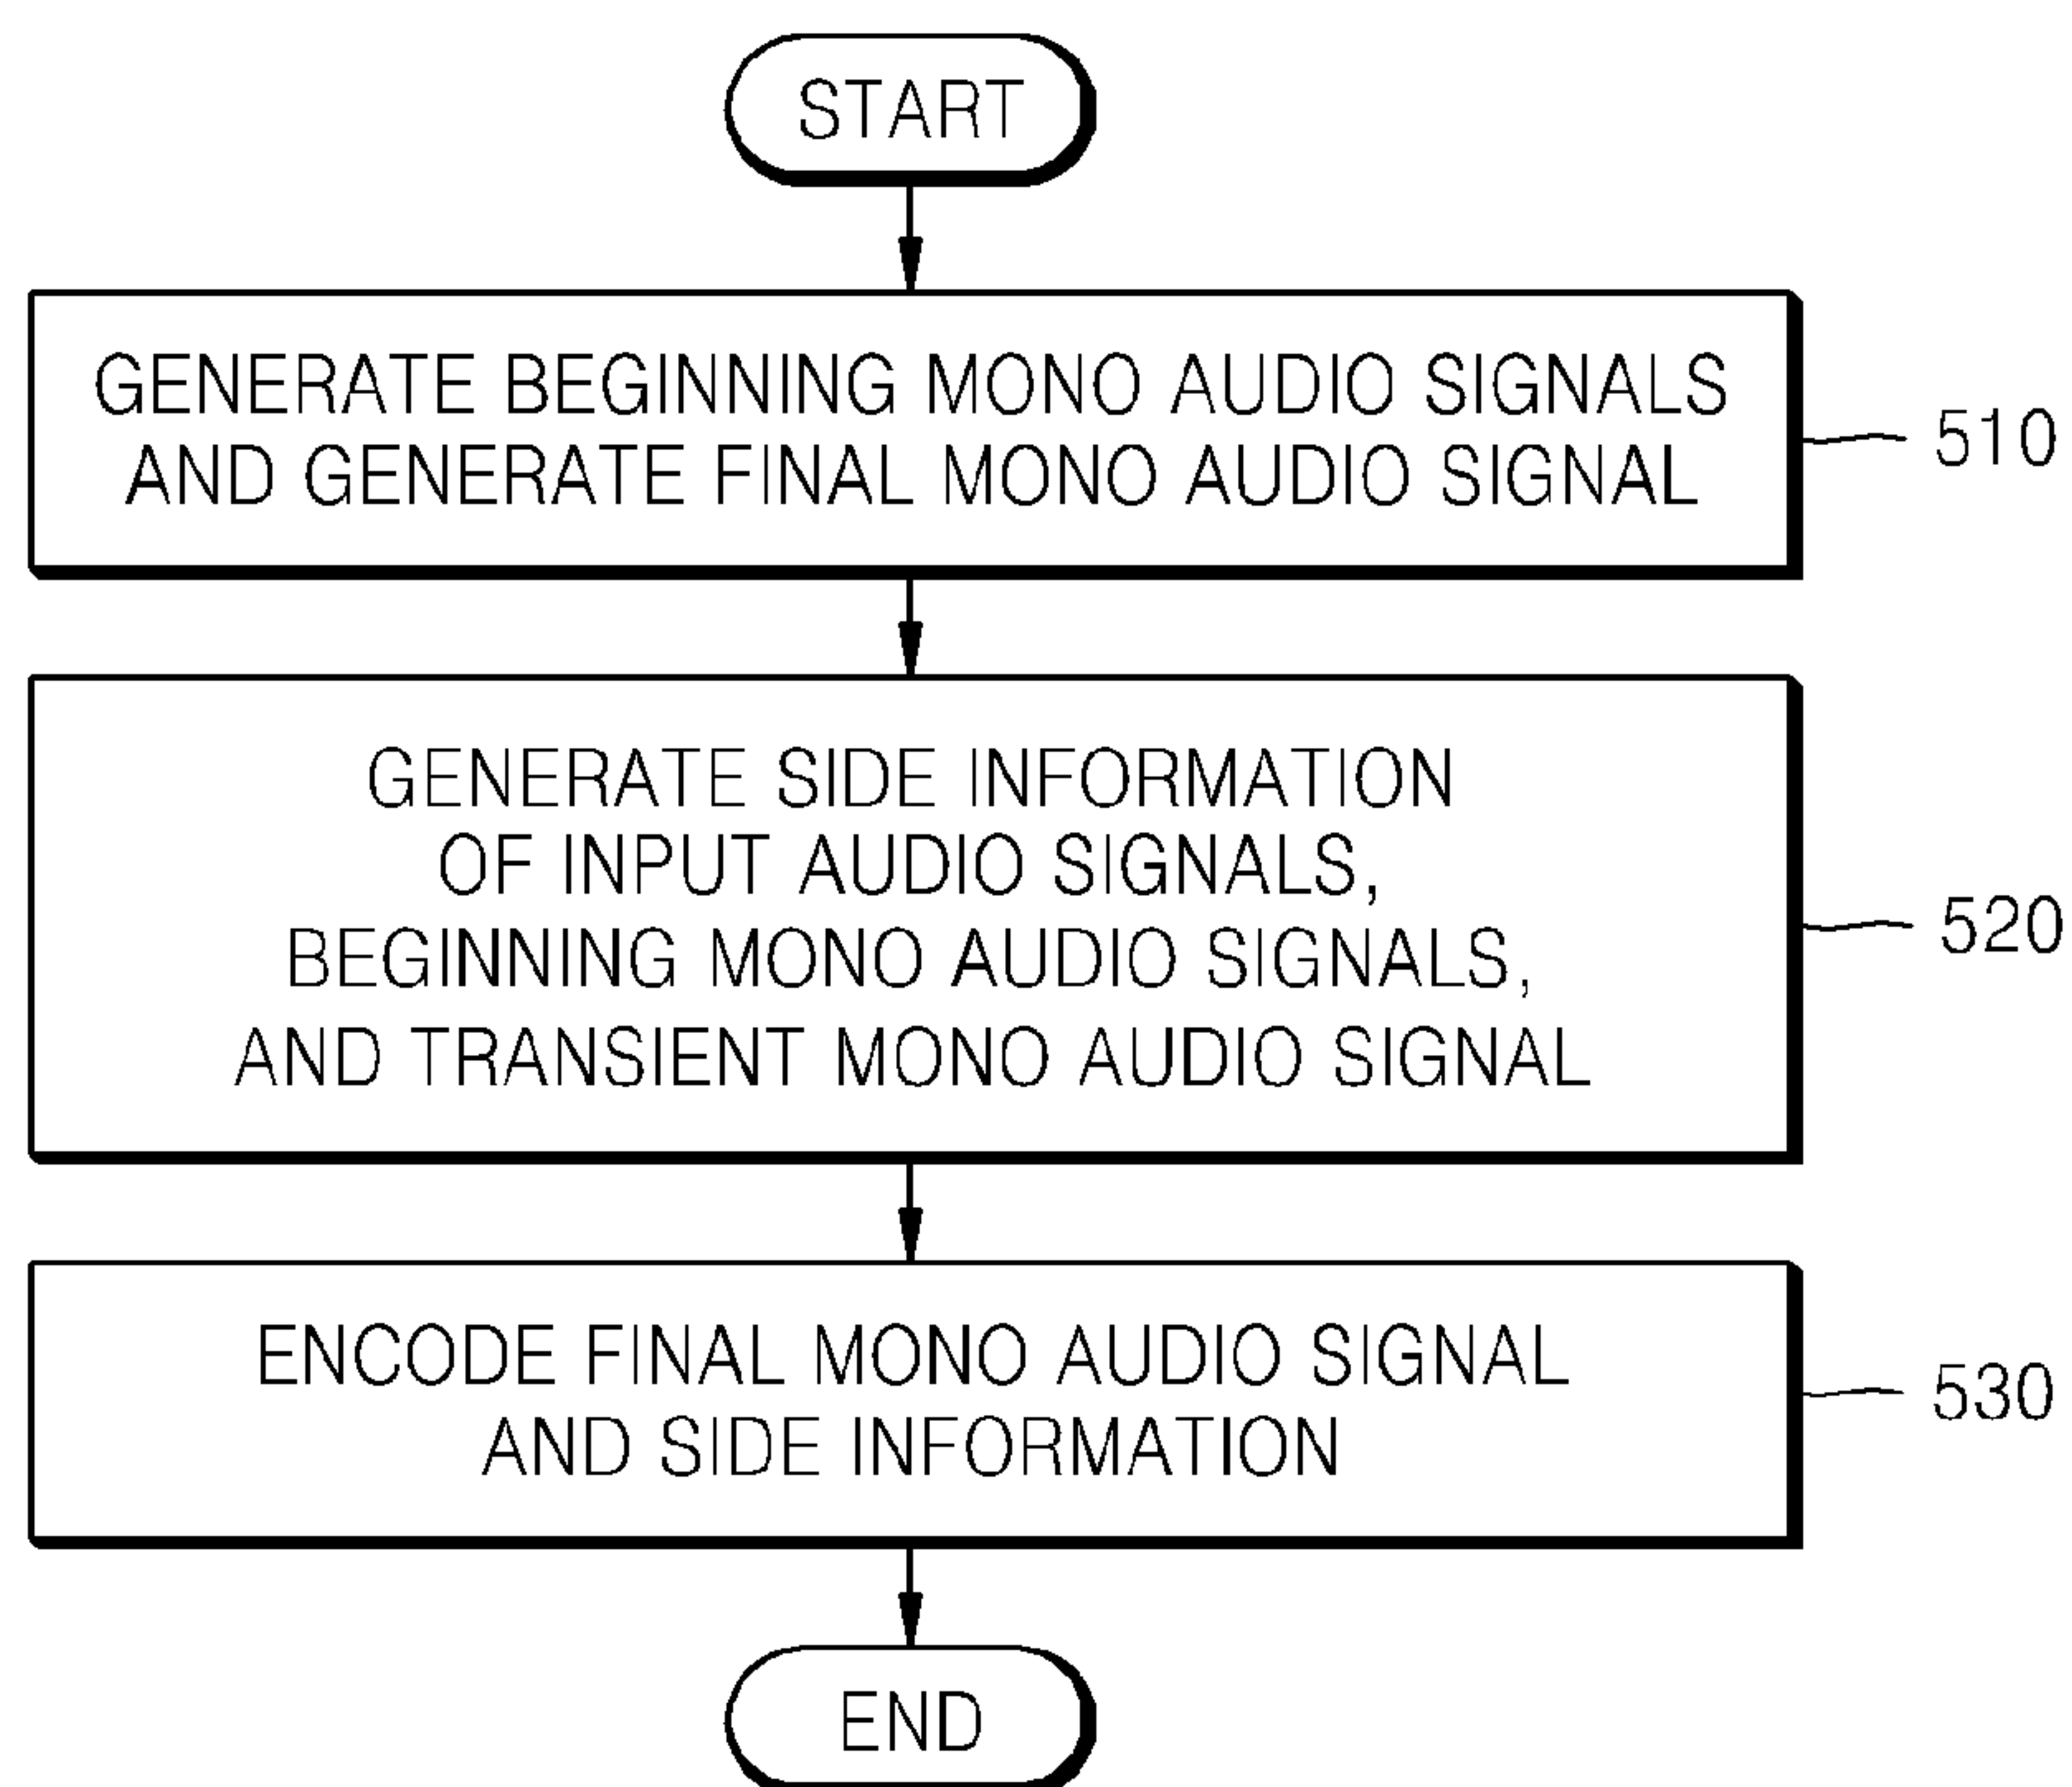 START
GENERATE BEGINNING MONO AUDIO SIGNALS
AND GENERATE FINAL MONO AUDIO SIGNAL
510
GENERATE SIDE INFORMATION
OF INPUT AUDIO SIGNALS,
BEGINNING MONO AUDIO SIGNALS,
AND TRANSIENT MONO AUDIO SIGNAL
520
ENCODE FINAL MONO AUDIO SIGNAL
AND SIDE INFORMATION
530
END